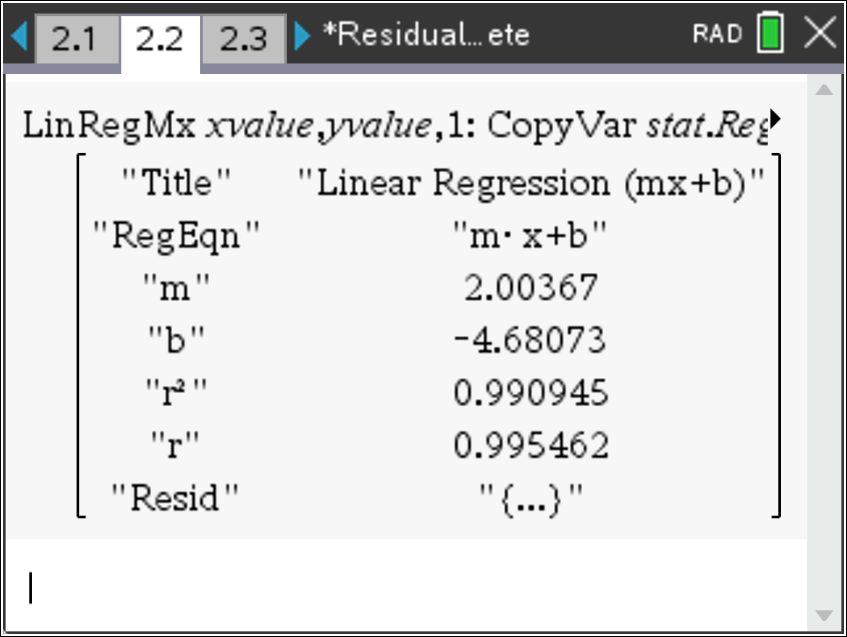 2.1 2.2 2.3 *Residual...ete RAD
LinRegMx xvalue,yvalue,1: CopyVar stat.Reg
"Title" "Linear Regression (mx+b)"
"RegEqn" "m· x+b"
"m" 2.00367
"b" -4.68073
"r²" 0.990945
"r" 0.995462
"Resid" "{...}"